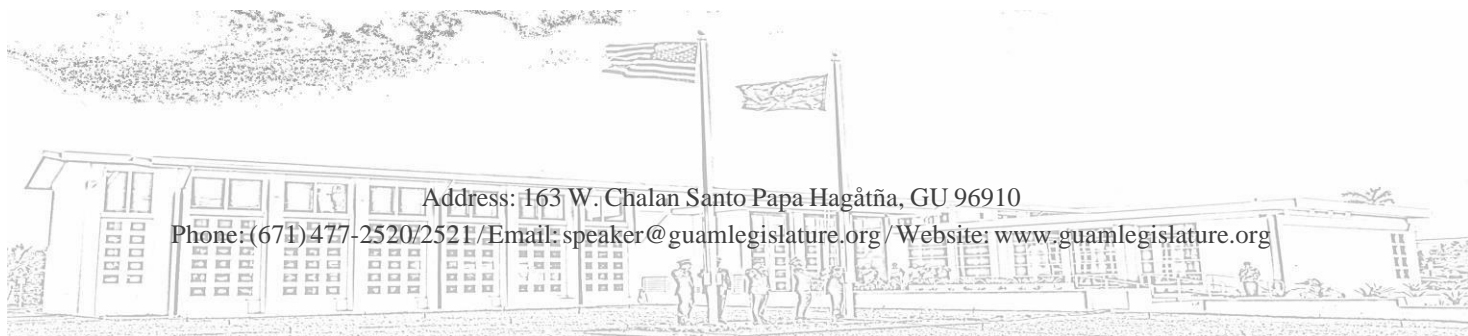 Address: 163 W. Chalan Santo Papa Hagåtña, GU 96910
Phone: (671) 477-2520/2521 / Email: speaker@guamlegislature.org / Website: www.guamlegislature.org